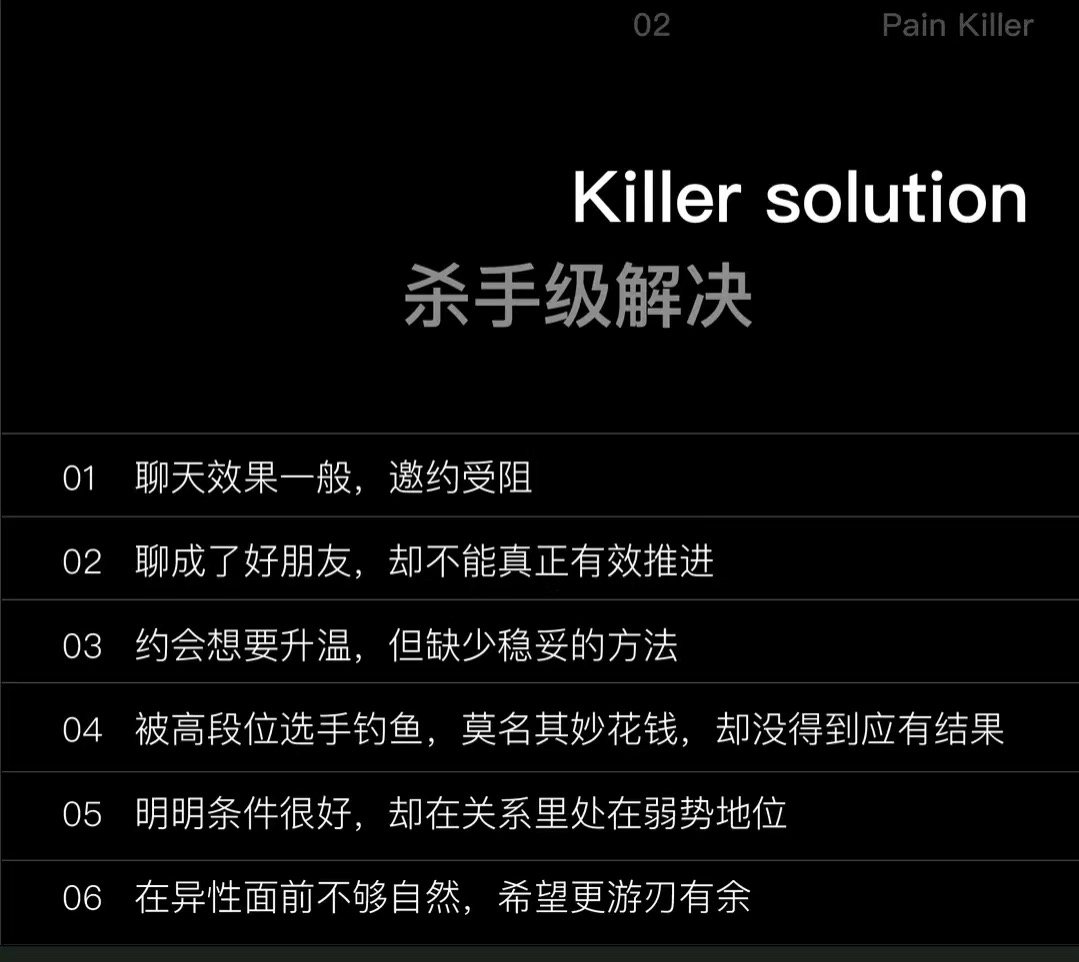 02 Pain Killer
Killer solution
杀手级解决
01 聊天效果一般，邀约受阻
02 聊成了好朋友，却不能真正有效推进
03 约会想要升温，但缺少稳妥的方法
04 被高段位选手钓鱼，莫名其妙花钱，却没得到应有结果
05 明明条件很好，却在关系里处在弱势地位
06 在异性面前不够自然，希望更游刃有余